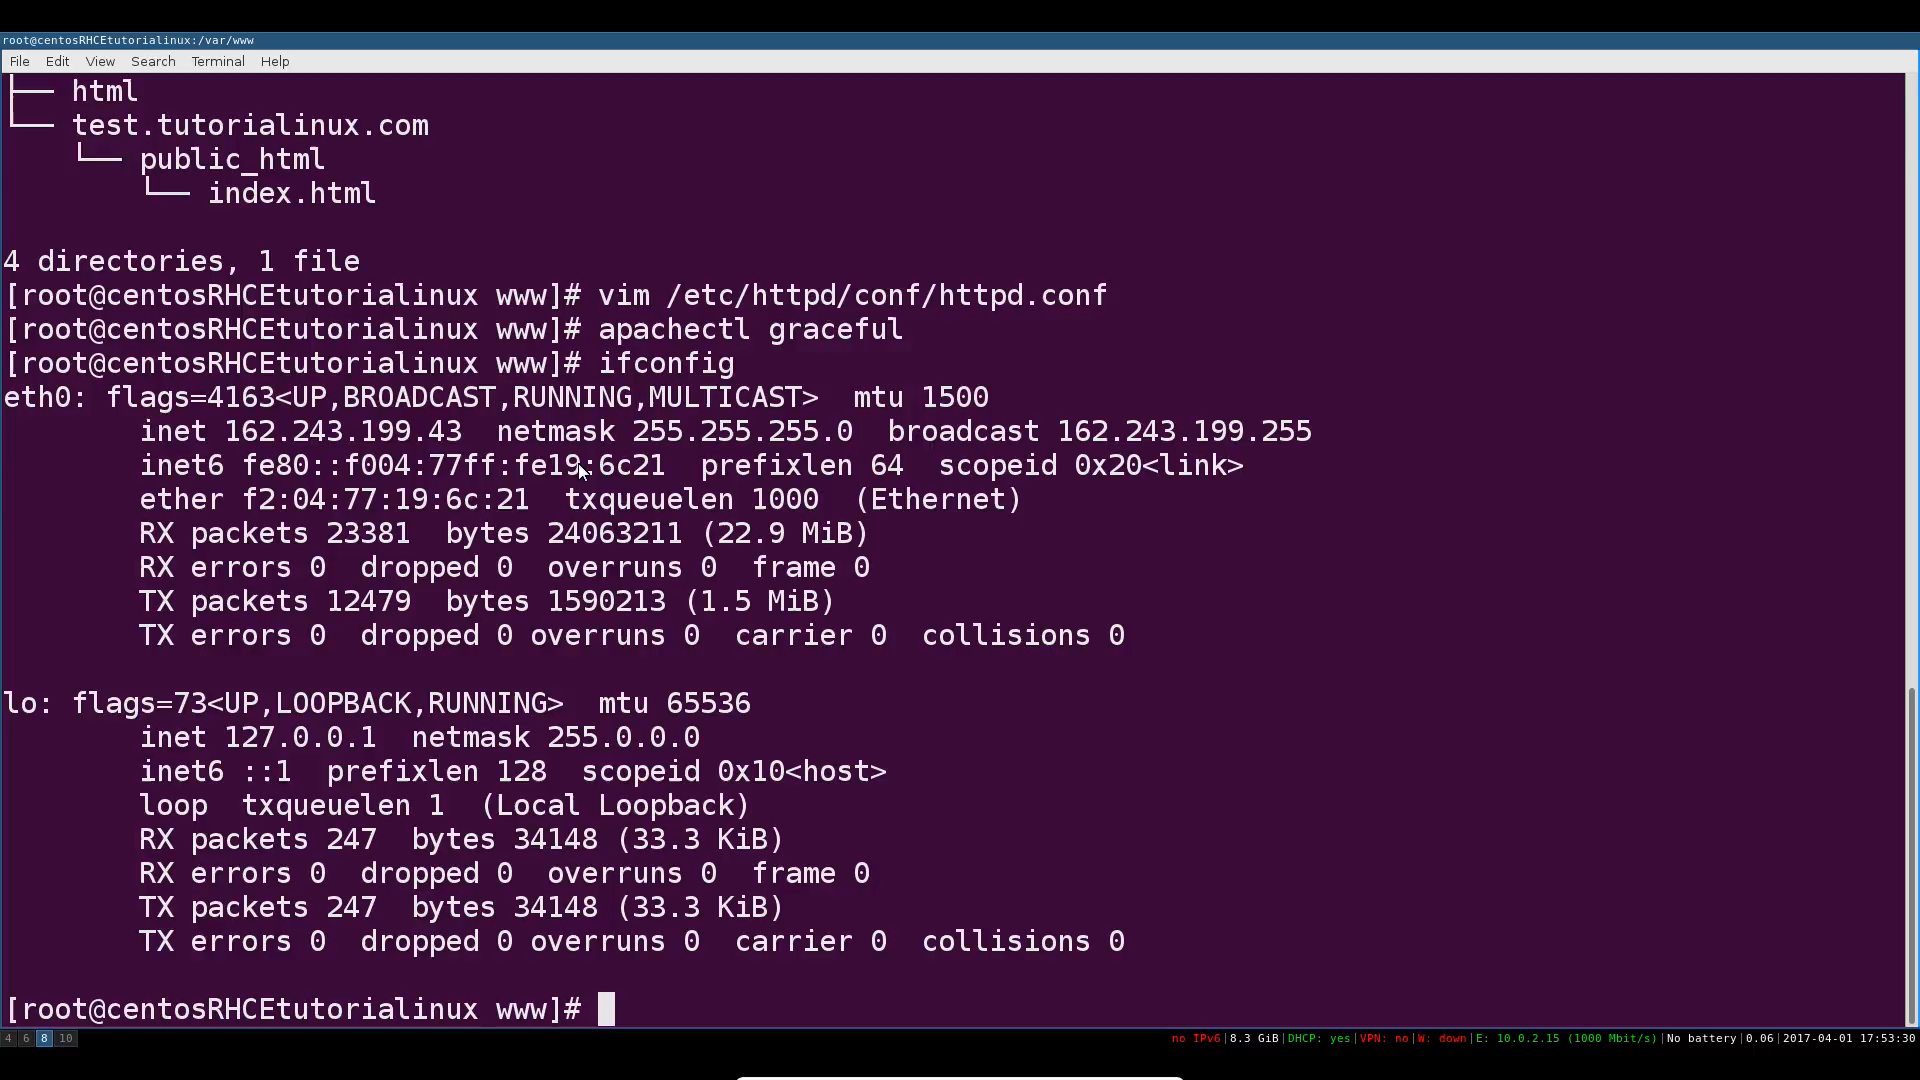 root@centosRHCEtutorialinux:/var/www
File Edit View Search Terminal Help
├── html
└── test.tutorialinux.com
    └── public_html
        └── index.html
4 directories, 1 file
[root@centosRHCEtutorialinux www]# vim /etc/httpd/conf/httpd.conf
[root@centosRHCEtutorialinux www]# apachectl graceful
[root@centosRHCEtutorialinux www]# ifconfig
eth0: flags=4163<UP,BROADCAST,RUNNING,MULTICAST>  mtu 1500
        inet 162.243.199.43  netmask 255.255.255.0  broadcast 162.243.199.255
        inet6 fe80::f004:77ff:fe19:6c21  prefixlen 64  scopeid 0x20<link>
        ether f2:04:77:19:6c:21  txqueuelen 1000  (Ethernet)
        RX packets 23381  bytes 24063211 (22.9 MiB)
        RX errors 0  dropped 0  overruns 0  frame 0
        TX packets 12479  bytes 1590213 (1.5 MiB)
        TX errors 0  dropped 0 overruns 0  carrier 0  collisions 0
lo: flags=73<UP,LOOPBACK,RUNNING>  mtu 65536
        inet 127.0.0.1  netmask 255.0.0.0
        inet6 ::1  prefixlen 128  scopeid 0x10<host>
        loop  txqueuelen 1  (Local Loopback)
        RX packets 247  bytes 34148 (33.3 KiB)
        RX errors 0  dropped 0  overruns 0  frame 0
        TX packets 247  bytes 34148 (33.3 KiB)
        TX errors 0  dropped 0 overruns 0  carrier 0  collisions 0
[root@centosRHCEtutorialinux www]#
4 6 8 10 no IPv6|8.3 GiB|DHCP: yes|VPN: no|W: down|E: 10.0.2.15 (1000 Mbit/s)|No battery|0.06|2017-04-01 17:53:30